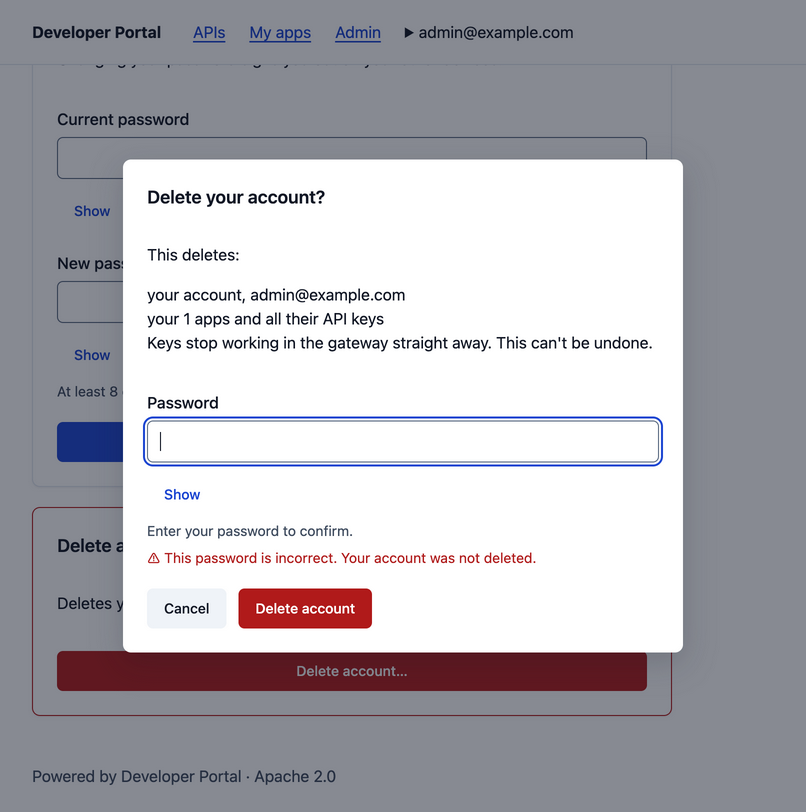 Developer Portal APIs My apps Admin ▶ admin@example.com
Current password
Show
New pass
Show
At least 8
Delete your account?
This deletes:
your account, admin@example.com
your 1 apps and all their API keys
Keys stop working in the gateway straight away. This can't be undone.
Password
Show
Enter your password to confirm.
⚠ This password is incorrect. Your account was not deleted.
Cancel Delete account
Delete a
Deletes y
Delete account...
Powered by Developer Portal · Apache 2.0